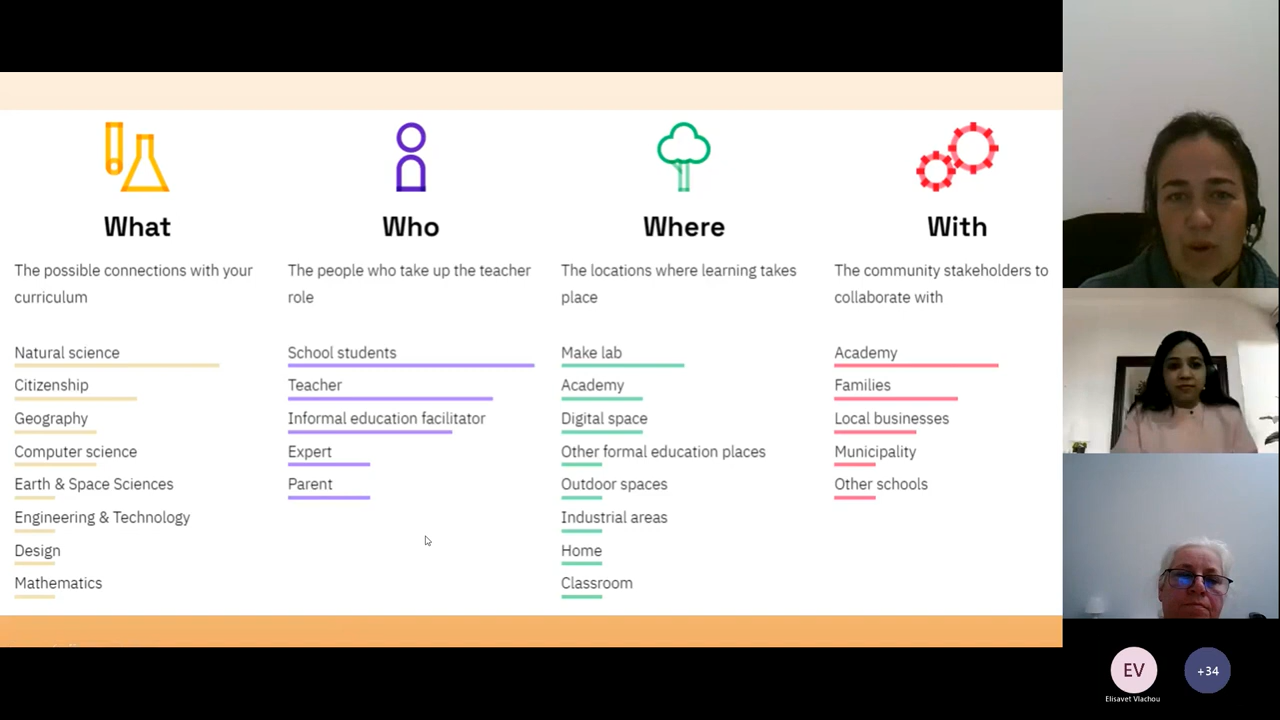 What
The possible connections with your
curriculum
Natural science
Citizenship
Geography
Computer science
Earth & Space Sciences
Engineering & Technology
Design
Mathematics
Who
The people who take up the teacher
role
School students
Teacher
Informal education facilitator
Expert
Parent
Where
The locations where learning takes
place
Make lab
Academy
Digital space
Other formal education places
Outdoor spaces
Industrial areas
Home
Classroom
With
The community stakeholders to
collaborate with
Academy
Families
Local businesses
Municipality
Other schools
EV
Elisavet Vlachou
+34